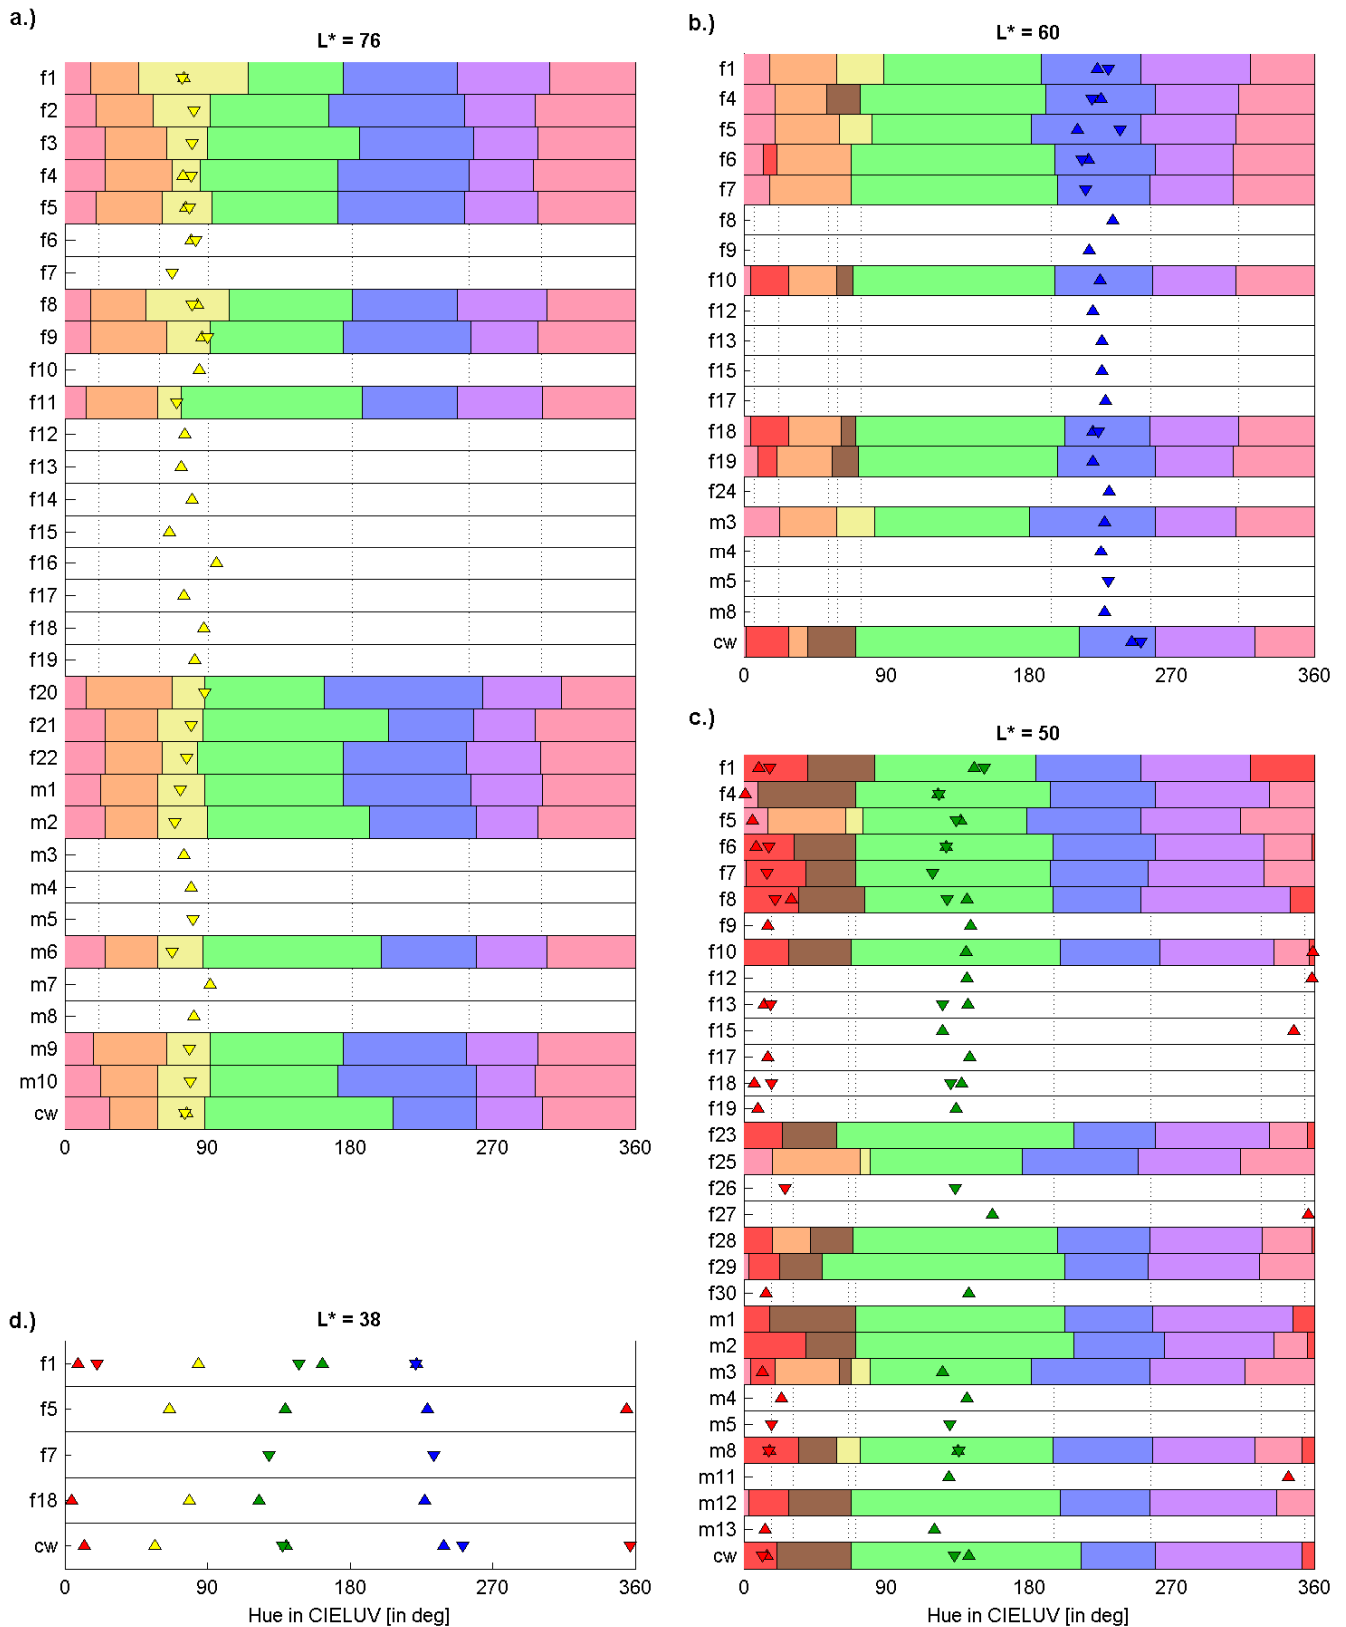 a.)
L* = 76
f1
f2
f3
f4
f5
f6
f7
f8
f9
f10
f11
f12
f13
f14
f15
f16
f17
f18
f19
f20
f21
f22
m1
m2
m3
m4
m5
m6
m7
m8
m9
m10
cw
0 90 180 270 360
b.)
L* = 60
f1
f4
f5
f6
f7
f8
f9
f10
f12
f13
f15
f17
f18
f19
f24
m3
m4
m5
m8
cw
0 90 180 270 360
c.)
L* = 50
f1
f4
f5
f6
f7
f8
f9
f10
f12
f13
f15
f17
f18
f19
f23
f25
f26
f27
f28
f29
f30
m1
m2
m3
m4
m5
m8
m11
m12
m13
cw
0 90 180 270 360
Hue in CIELUV [in deg]
d.)
L* = 38
f1
f5
f7
f18
cw
0 90 180 270 360
Hue in CIELUV [in deg]